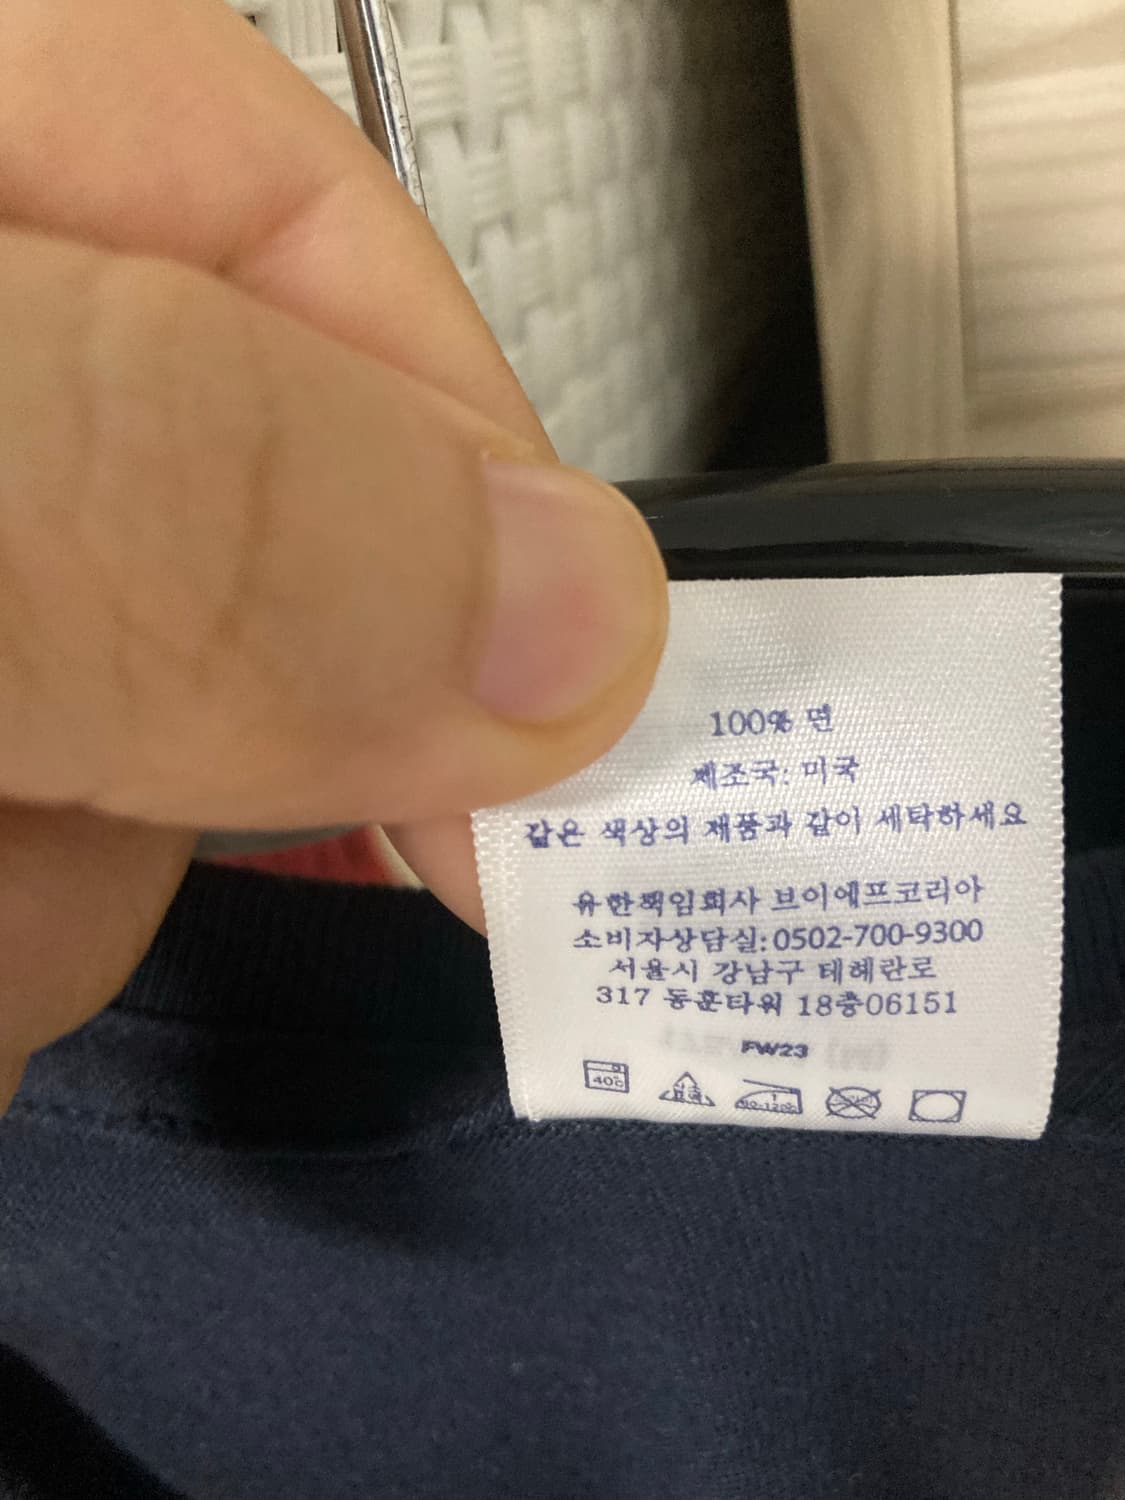 100% 면
제조국: 미국
같은 색상의 제품과 같이 세탁하세요
유한책임회사 브이에프코리아
소비자상담실: 0502-700-9300
서울시 강남구 테헤란로
317 동훈타워 18층06151
FW23
40℃